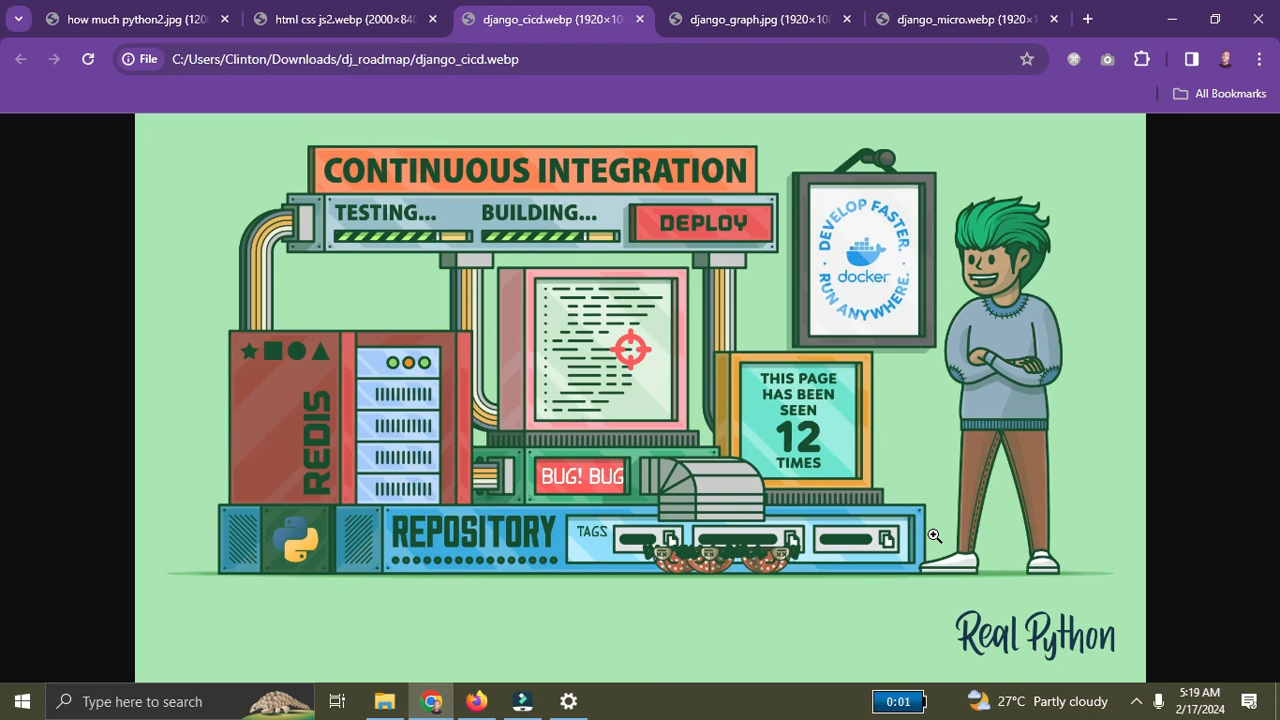 how much python2.jpg (120
html css js2.webp (2000×84
django_cicd.webp (1920×10
django_graph.jpg (1920×10
django_micro.webp (1920×1
File
C:/Users/Clinton/Downloads/dj_roadmap/django_cicd.webp
All Bookmarks
CONTINUOUS INTEGRATION
TESTING...
BUILDING...
DEPLOY
DEVELOP FASTER.
docker
RUN ANYWHERE.
REDIS
THIS PAGE
HAS BEEN
SEEN
12
TIMES
BUG! BUG
REPOSITORY
TAGS
Real Python
Type here to search
0:01
27°C Partly cloudy
5:19 AM
2/17/2024